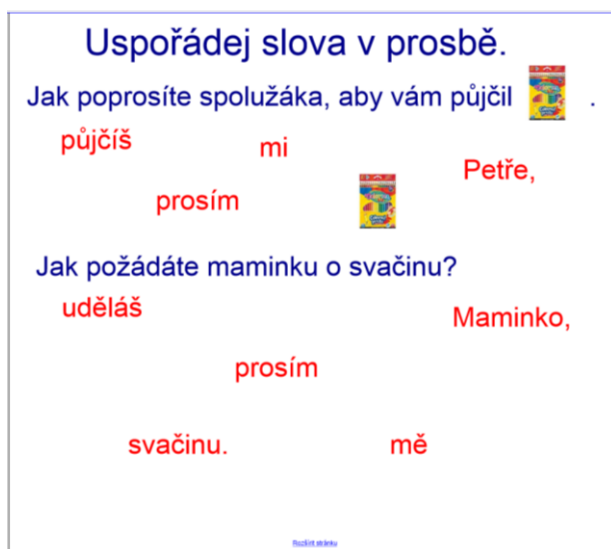 Uspořádej slova v prosbě.
Jak poprosíte spolužáka, aby vám půjčil .
půjčíš mi Petře,
prosím
Jak požádáte maminku o svačinu?
uděláš Maminko,
prosím
svačinu. mě
Rozšířit stránku